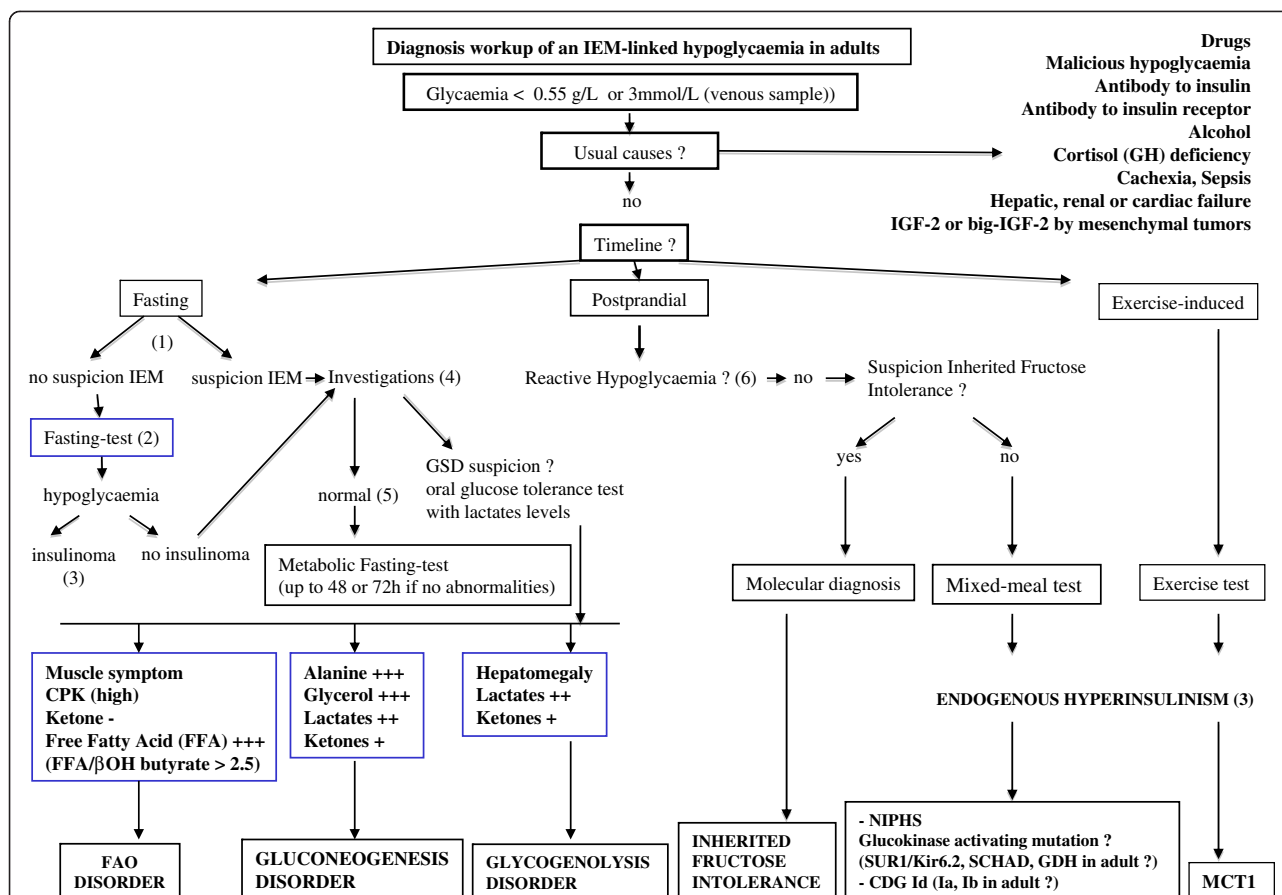 Diagnosis workup of an IEM-linked hypoglycaemia in adults
Glycaemia < 0.55 g/L or 3mmol/L (venous sample))
Usual causes ?
Drugs
Malicious hypoglycaemia
Antibody to insulin
Antibody to insulin receptor
Alcohol
Cortisol (GH) deficiency
Cachexia, Sepsis
Hepatic, renal or cardiac failure
IGF-2 or big-IGF-2 by mesenchymal tumors
no
Timeline ?
Fasting
Postprandial
Exercise-induced
(1)
no suspicion IEM
suspicion IEM
Investigations (4)
Reactive Hypoglycaemia ? (6)
no
Suspicion Inherited Fructose
Intolerance ?
Fasting-test (2)
yes
no
hypoglycaemia
normal (5)
GSD suspicion ?
oral glucose tolerance test
with lactates levels
insulinoma
(3)
no insulinoma
Metabolic Fasting-test
(up to 48 or 72h if no abnormalities)
Molecular diagnosis
Mixed-meal test
Exercise test
Muscle symptom
CPK (high)
Ketone -
Free Fatty Acid (FFA) +++
(FFA/βOH butyrate > 2.5)
Alanine +++
Glycerol +++
Lactates ++
Ketones +
Hepatomegaly
Lactates ++
Ketones +
ENDOGENOUS HYPERINSULINISM (3)
FAO
DISORDER
GLUCONEOGENESIS
DISORDER
GLYCOGENOLYSIS
DISORDER
INHERITED
FRUCTOSE
INTOLERANCE
- NIPHS
Glucokinase activating mutation ?
(SUR1/Kir6.2, SCHAD, GDH in adult ?)
- CDG Id (Ia, Ib in adult ?)
MCT1